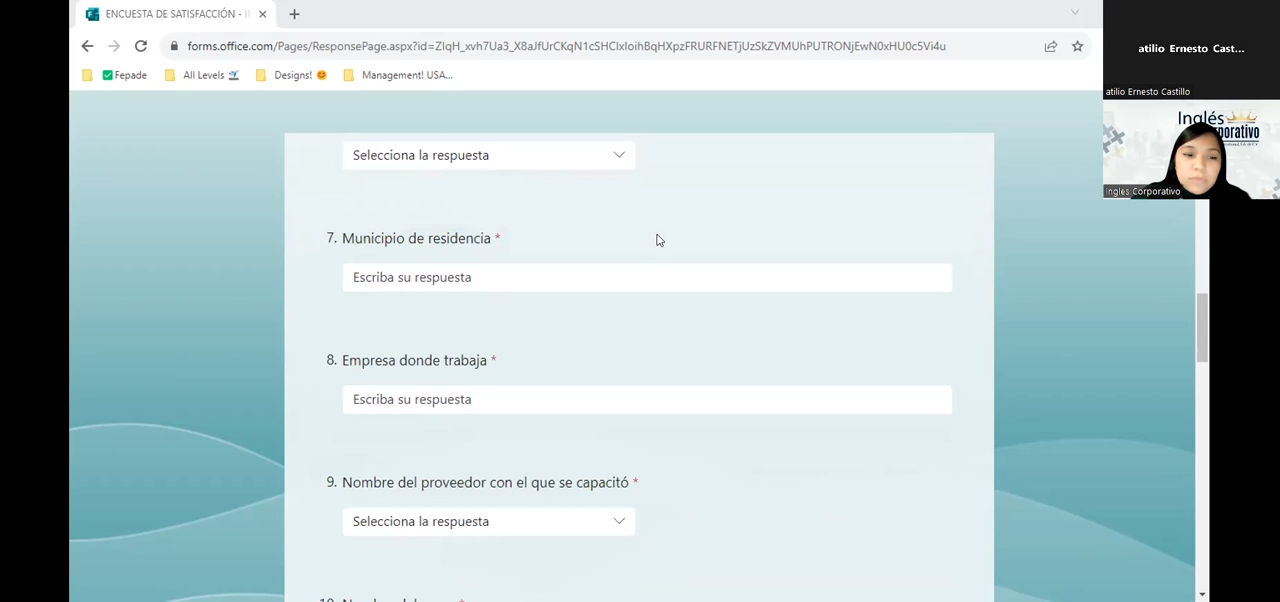 ENCUESTA DE SATISFACCIÓN - I
forms.office.com/Pages/ResponsePage.aspx?id=ZIqH_xvh7Ua3_X8aJfUrCKqN1cSHCIxIoihBqHXpzFRURFNETjUzSkZVMUhPUTRONjEwN0xHU0c5Vi4u
Fepade
All Levels
Designs!
Management! USA...
atilio Ernesto Cast...
atilio Ernesto Castillo
Inglés
orporativo
Ingles Corporativo
Selecciona la respuesta
7. Municipio de residencia *
Escriba su respuesta
8. Empresa donde trabaja *
Escriba su respuesta
9. Nombre del proveedor con el que se capacitó *
Selecciona la respuesta